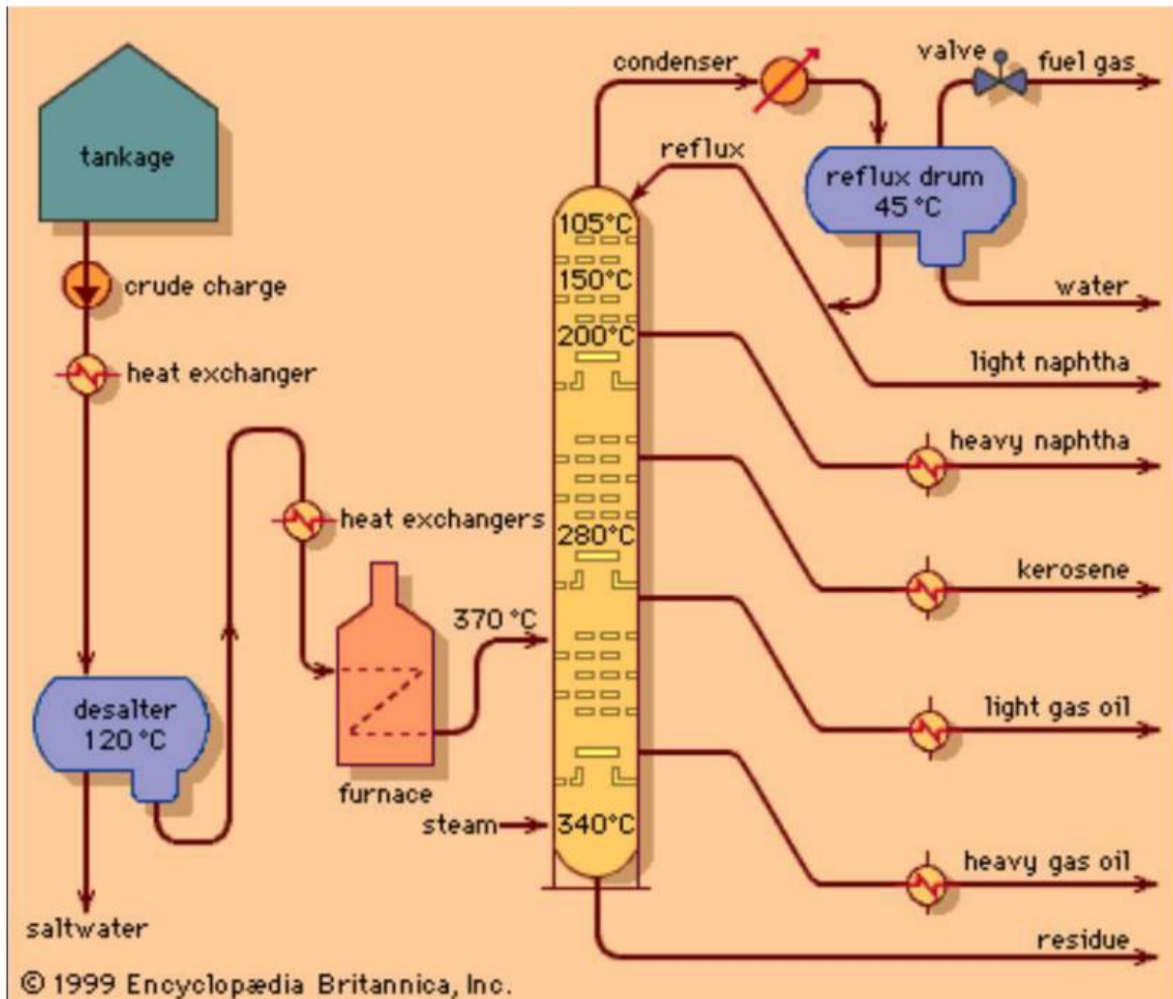 condenser
valve
fuel gas
tankage
reflux
reflux drum
45 °C
105°C
crude charge
150°C
water
200°C
heat exchanger
light naphtha
heavy naphtha
heat exchangers
280°C
kerosene
370 °C
desalter
120 °C
light gas oil
furnace
steam
340°C
heavy gas oil
saltwater
residue
© 1999 Encyclopædia Britannica, Inc.